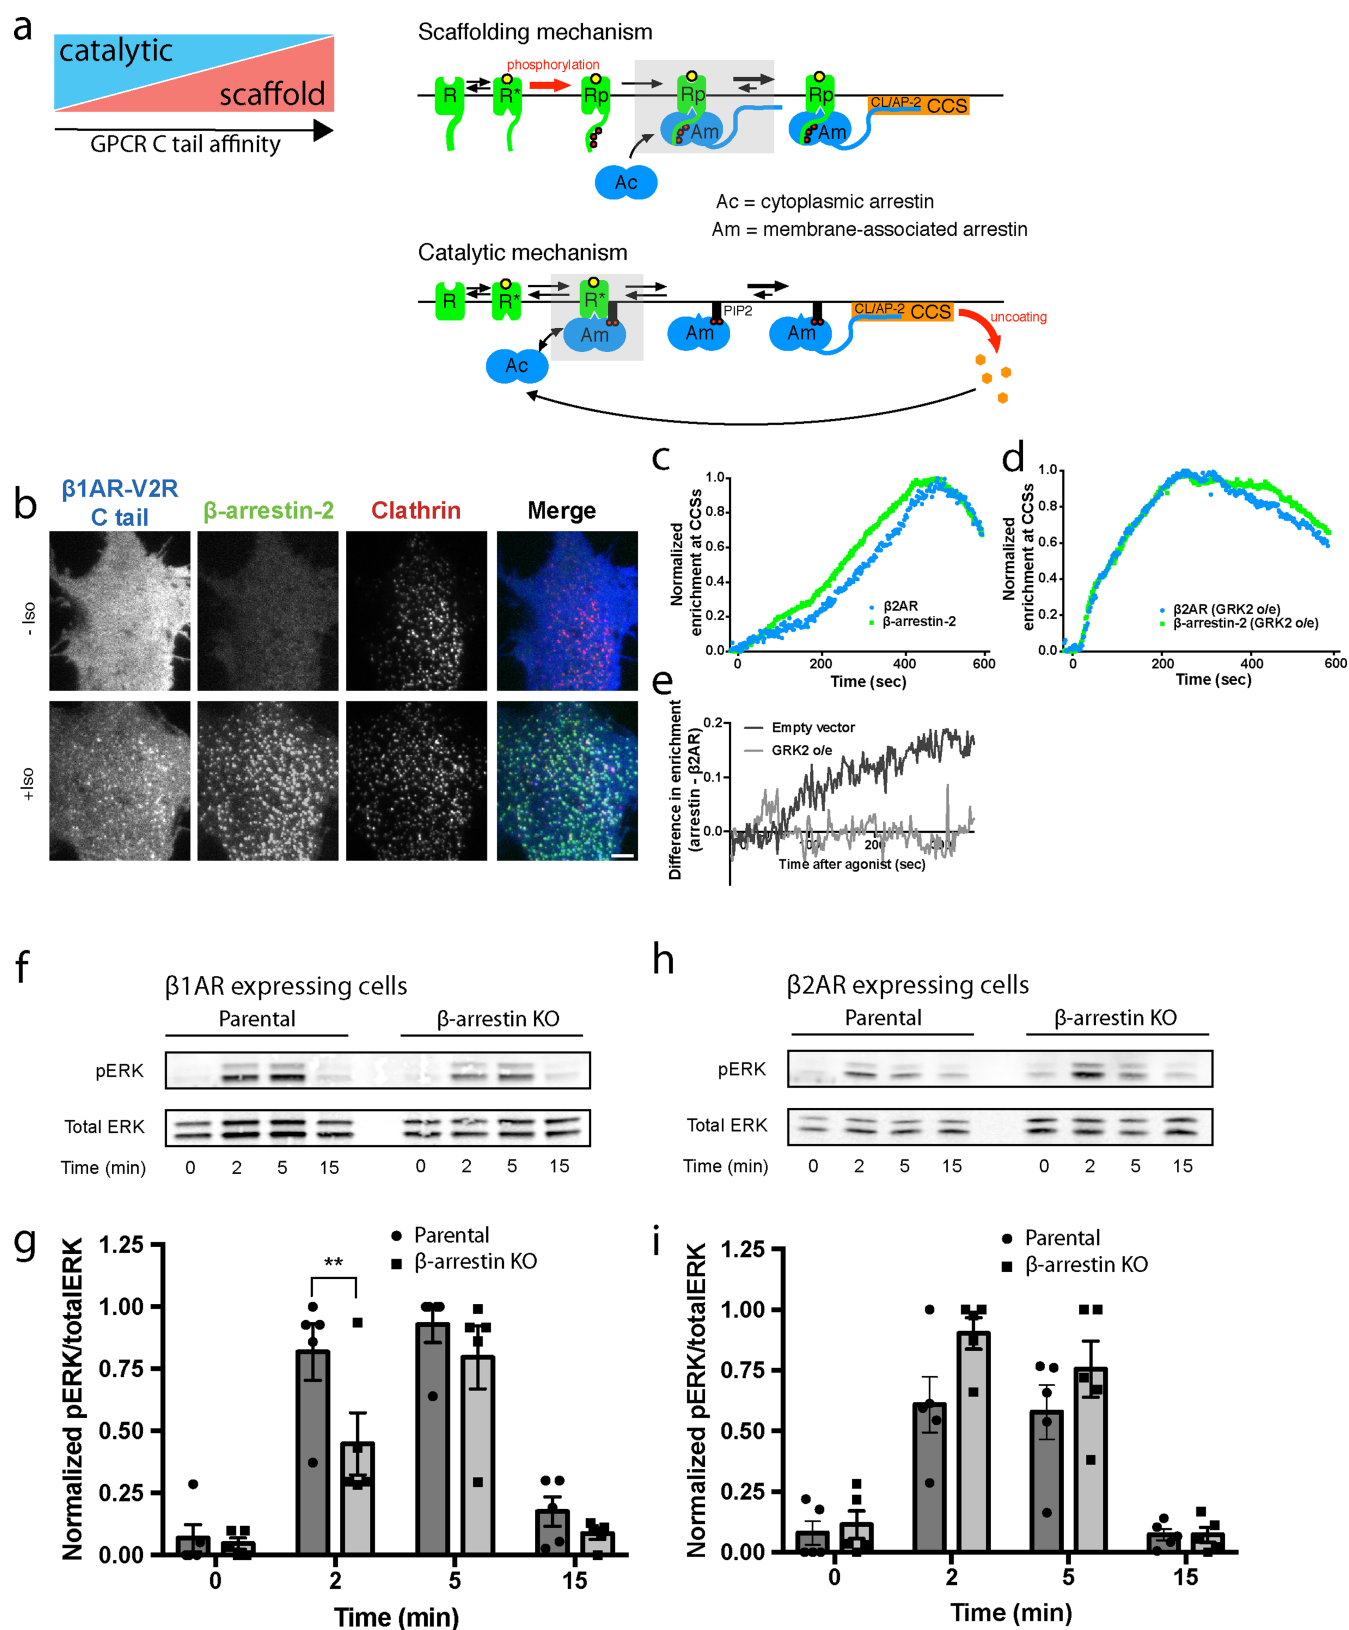 a
catalytic
scaffold
GPCR C tail affinity
Scaffolding mechanism
phosphorylation
R
R*
Rp
Rp
Rp
CL/AP-2
CCS
Am
Am
Ac
Ac = cytoplasmic arrestin
Am = membrane-associated arrestin
Catalytic mechanism
R
R*
R*
PIP2
CL/AP-2
CCS
uncoating
Am
Am
Am
Ac
b
β1AR-V2R
C tail
β-arrestin-2
Clathrin
Merge
- Iso
+Iso
c
Normalized
enrichment at CCSs
1.0
0.8
0.6
0.4
0.2
0.0
β2AR
β-arrestin-2
0
200
400
600
Time (sec)
d
Normalized
enrichment at CCSs
1.0
0.8
0.6
0.4
0.2
0.0
β2AR (GRK2 o/e)
β-arrestin-2 (GRK2 o/e)
0
200
400
600
Time (sec)
e
Difference in enrichment
(arrestin - β2AR)
0.2
0.1
0.0
Empty vector
GRK2 o/e
Time after agonist (sec)
f
β1AR expressing cells
Parental
β-arrestin KO
pERK
Total ERK
Time (min)
0
2
5
15
0
2
5
15
h
β2AR expressing cells
Parental
β-arrestin KO
pERK
Total ERK
Time (min)
0
2
5
15
0
2
5
15
g
Normalized pERK/totalERK
1.25
1.00
0.75
0.50
0.25
0.00
Parental
β-arrestin KO
**
0
2
5
15
Time (min)
i
Normalized pERK/totalERK
1.25
1.00
0.75
0.50
0.25
0.00
Parental
β-arrestin KO
0
2
5
15
Time (min)